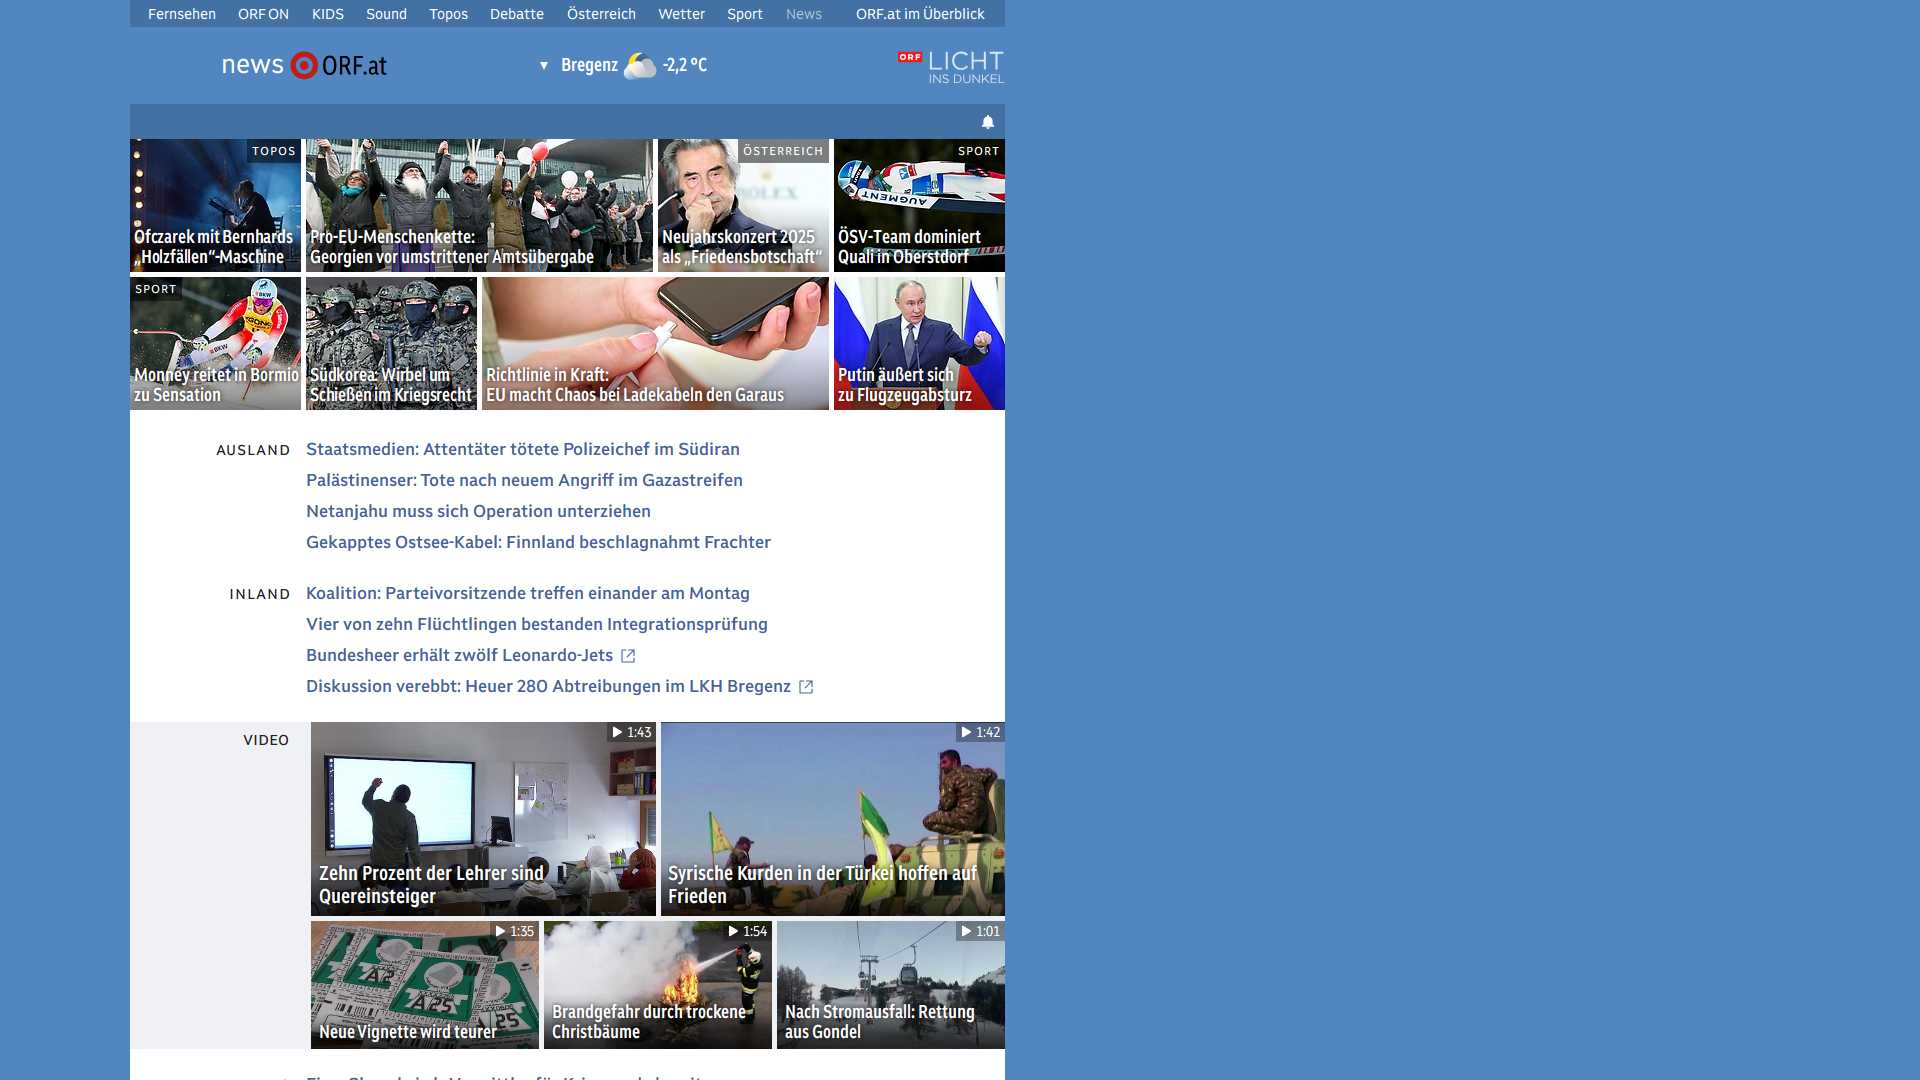 Fernsehen ORF ON KIDS Sound Topos Debatte Österreich Wetter Sport News ORF.at im Überblick
news ORF.at
Bregenz -2,2 °C
ORF LICHT
INS DUNKEL
TOPOS
Ofczarek mit Bernhards
„Holzfällen“-Maschine
Pro-EU-Menschenkette:
Georgien vor umstrittener Amtsübergabe
ÖSTERREICH
Neujahrskonzert 2025
als „Friedensbotschaft“
SPORT
AUGMENT
ÖSV-Team dominiert
Quali in Oberstdorf
SPORT
BKW
Monney reitet in Bormio
zu Sensation
Südkorea: Wirbel um
Schießen im Kriegsrecht
Richtlinie in Kraft:
EU macht Chaos bei Ladekabeln den Garaus
Putin äußert sich
zu Flugzeugabsturz
AUSLAND
Staatsmedien: Attentäter tötete Polizeichef im Südiran
Palästinenser: Tote nach neuem Angriff im Gazastreifen
Netanjahu muss sich Operation unterziehen
Gekapptes Ostsee-Kabel: Finnland beschlagnahmt Frachter
INLAND
Koalition: Parteivorsitzende treffen einander am Montag
Vier von zehn Flüchtlingen bestanden Integrationsprüfung
Bundesheer erhält zwölf Leonardo-Jets
Diskussion verebbt: Heuer 280 Abtreibungen im LKH Bregenz
VIDEO
1:43
Zehn Prozent der Lehrer sind
Quereinsteiger
1:42
Syrische Kurden in der Türkei hoffen auf
Frieden
1:35
A25
Neue Vignette wird teurer
1:54
Brandgefahr durch trockene
Christbäume
1:01
Nach Stromausfall: Rettung
aus Gondel